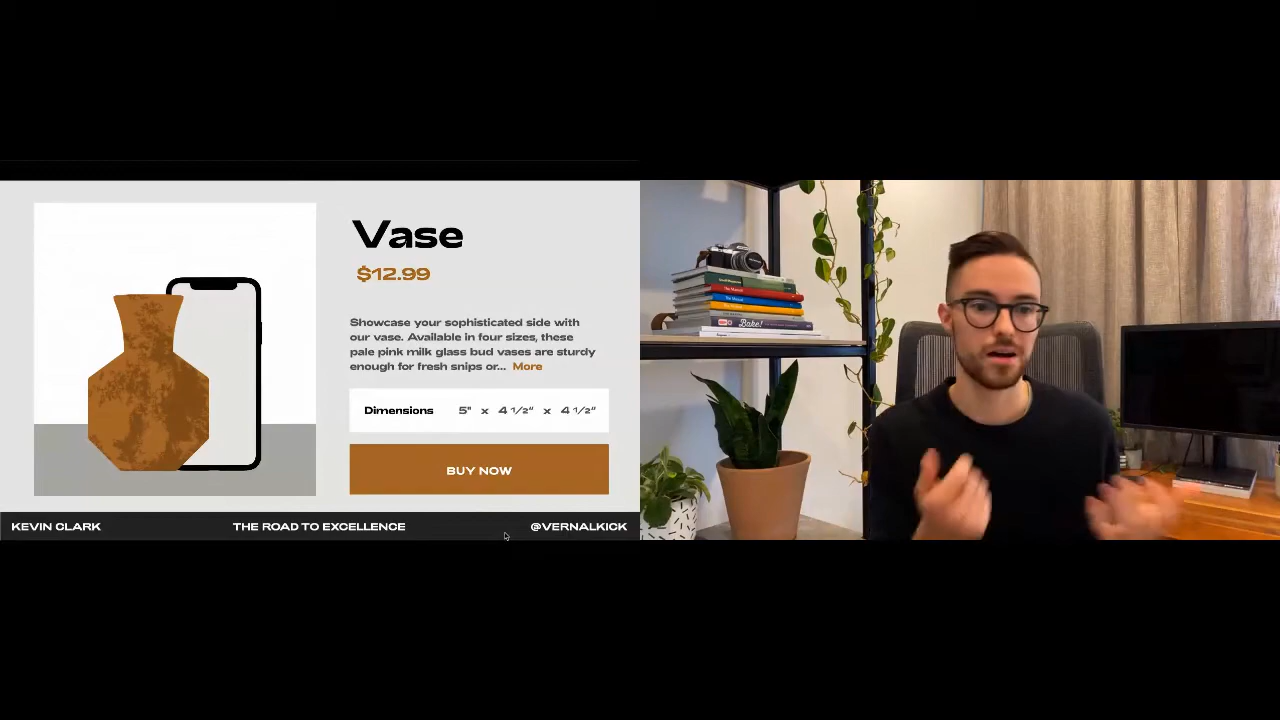 Vase
$12.99
Showcase your sophisticated side with
our vase. Available in four sizes, these
pale pink milk glass bud vases are sturdy
enough for fresh snips or... More
Dimensions 5" x 4 1/2" x 4 1/2"
BUY NOW
KEVIN CLARK THE ROAD TO EXCELLENCE @VERNALKICK
Bake!